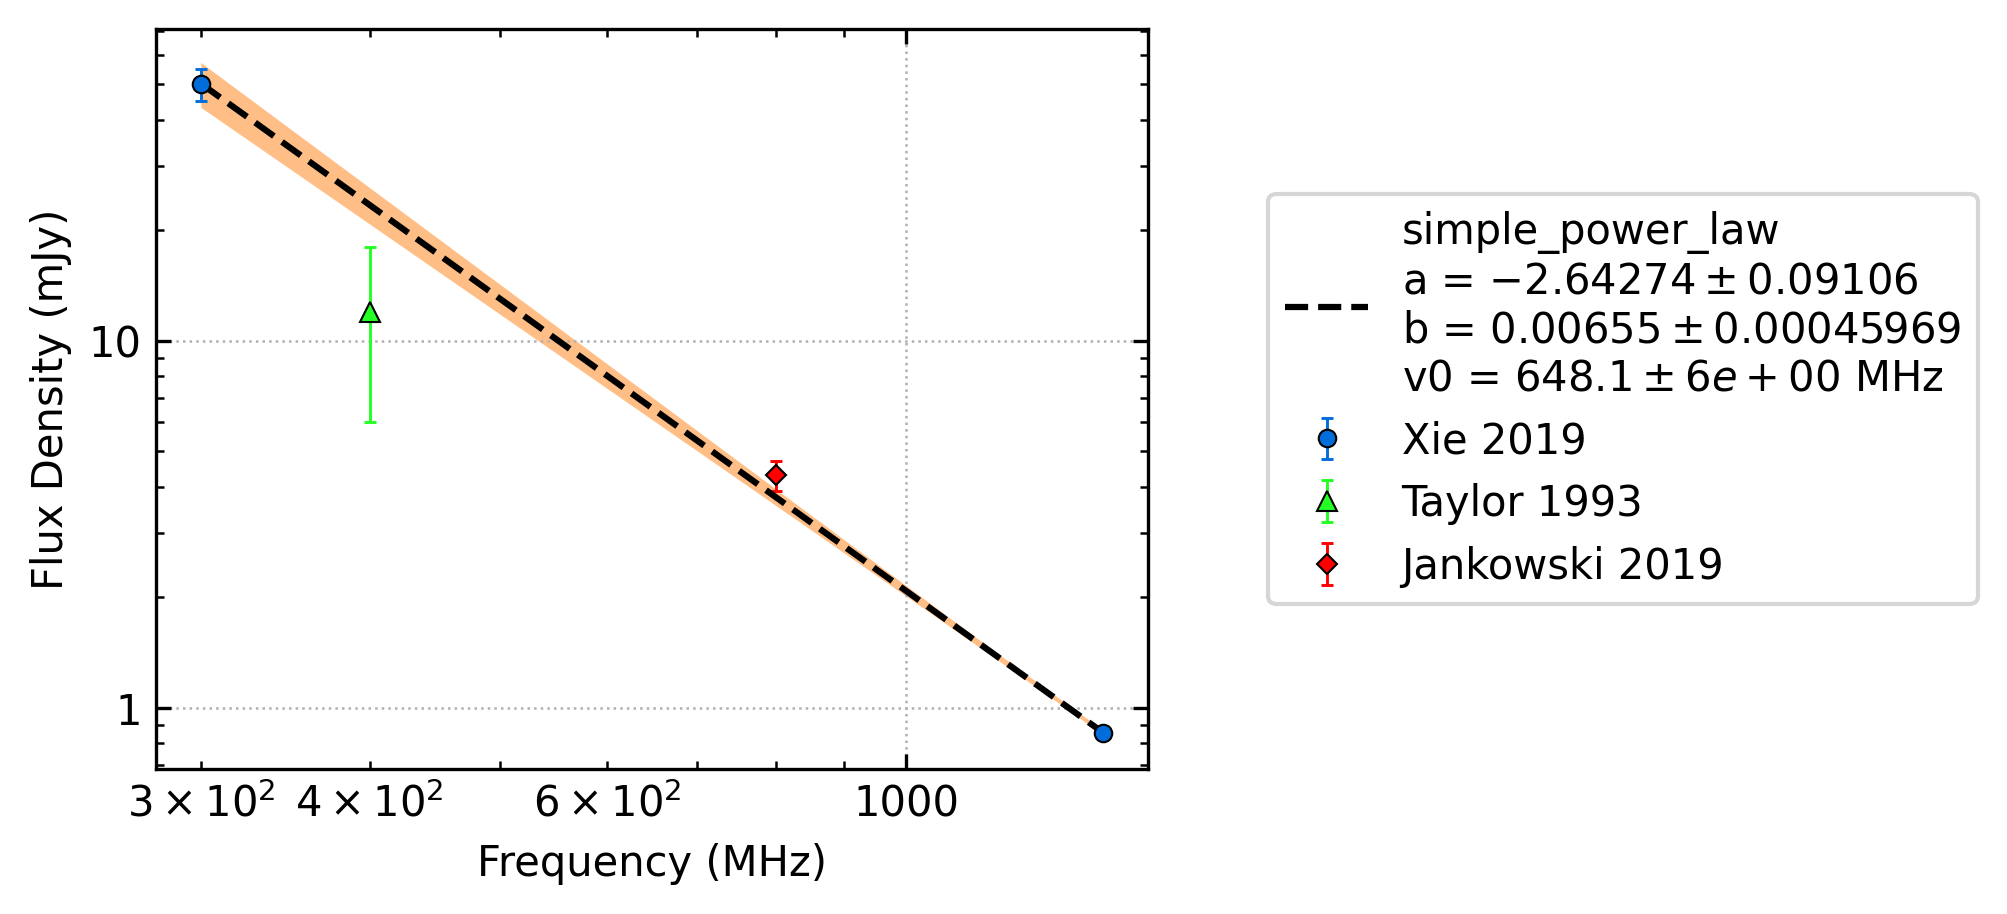 10
1
3 × 10²
4 × 10²
6 × 10²
1000
Frequency (MHz)
Flux Density (mJy)
simple_power_law
a = −2.64274 ± 0.09106
b = 0.00655 ± 0.00045969
v0 = 648.1 ± 6e + 00 MHz
Xie 2019
Taylor 1993
Jankowski 2019